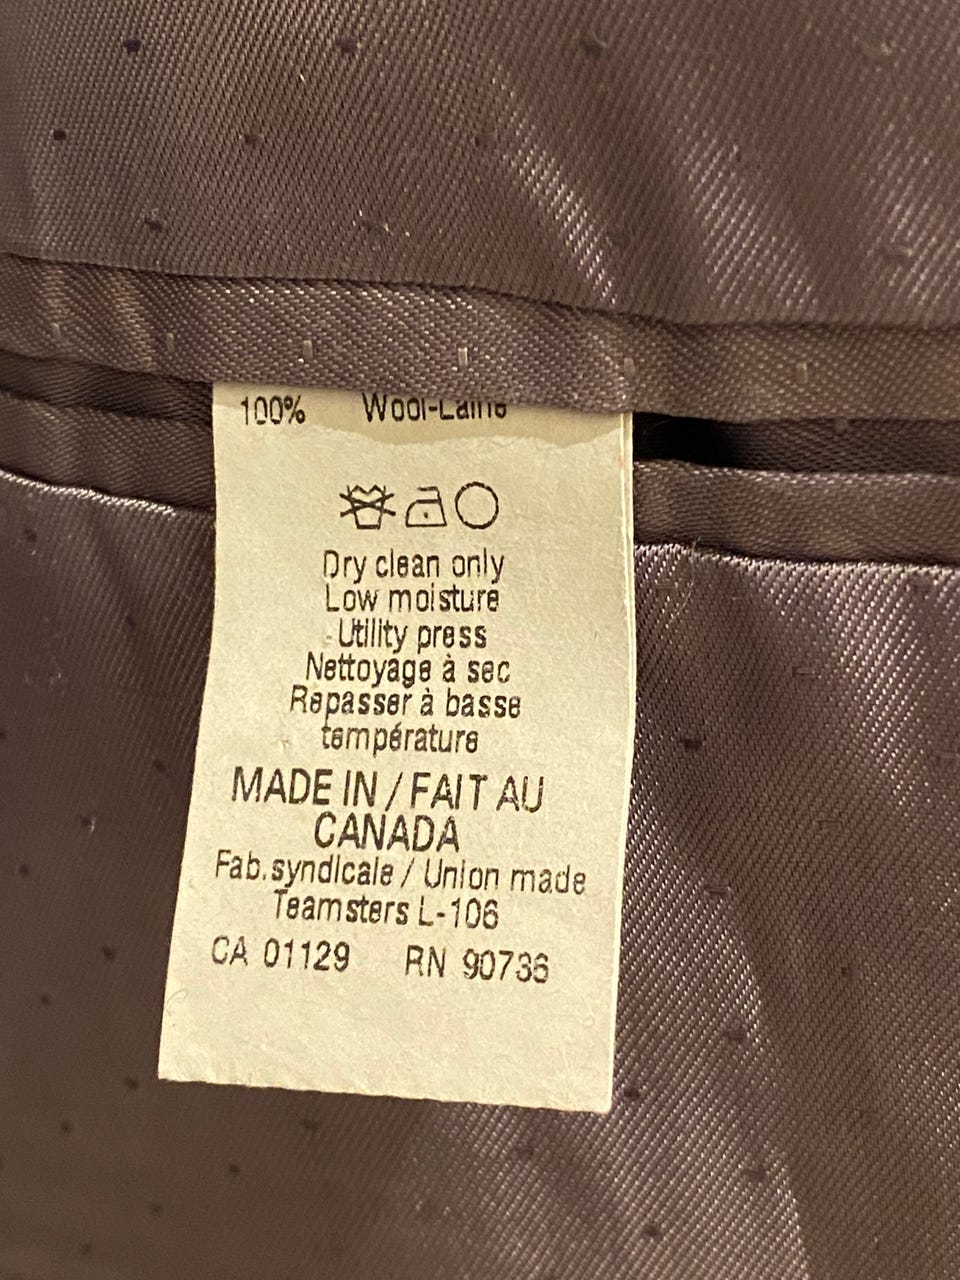 100% Wool-Laine
Dry clean only
Low moisture
Utility press
Nettoyage à sec
Repasser à basse
température
MADE IN / FAIT AU
CANADA
Fab.syndicale / Union made
Teamsters L-106
CA 01129 RN 90736